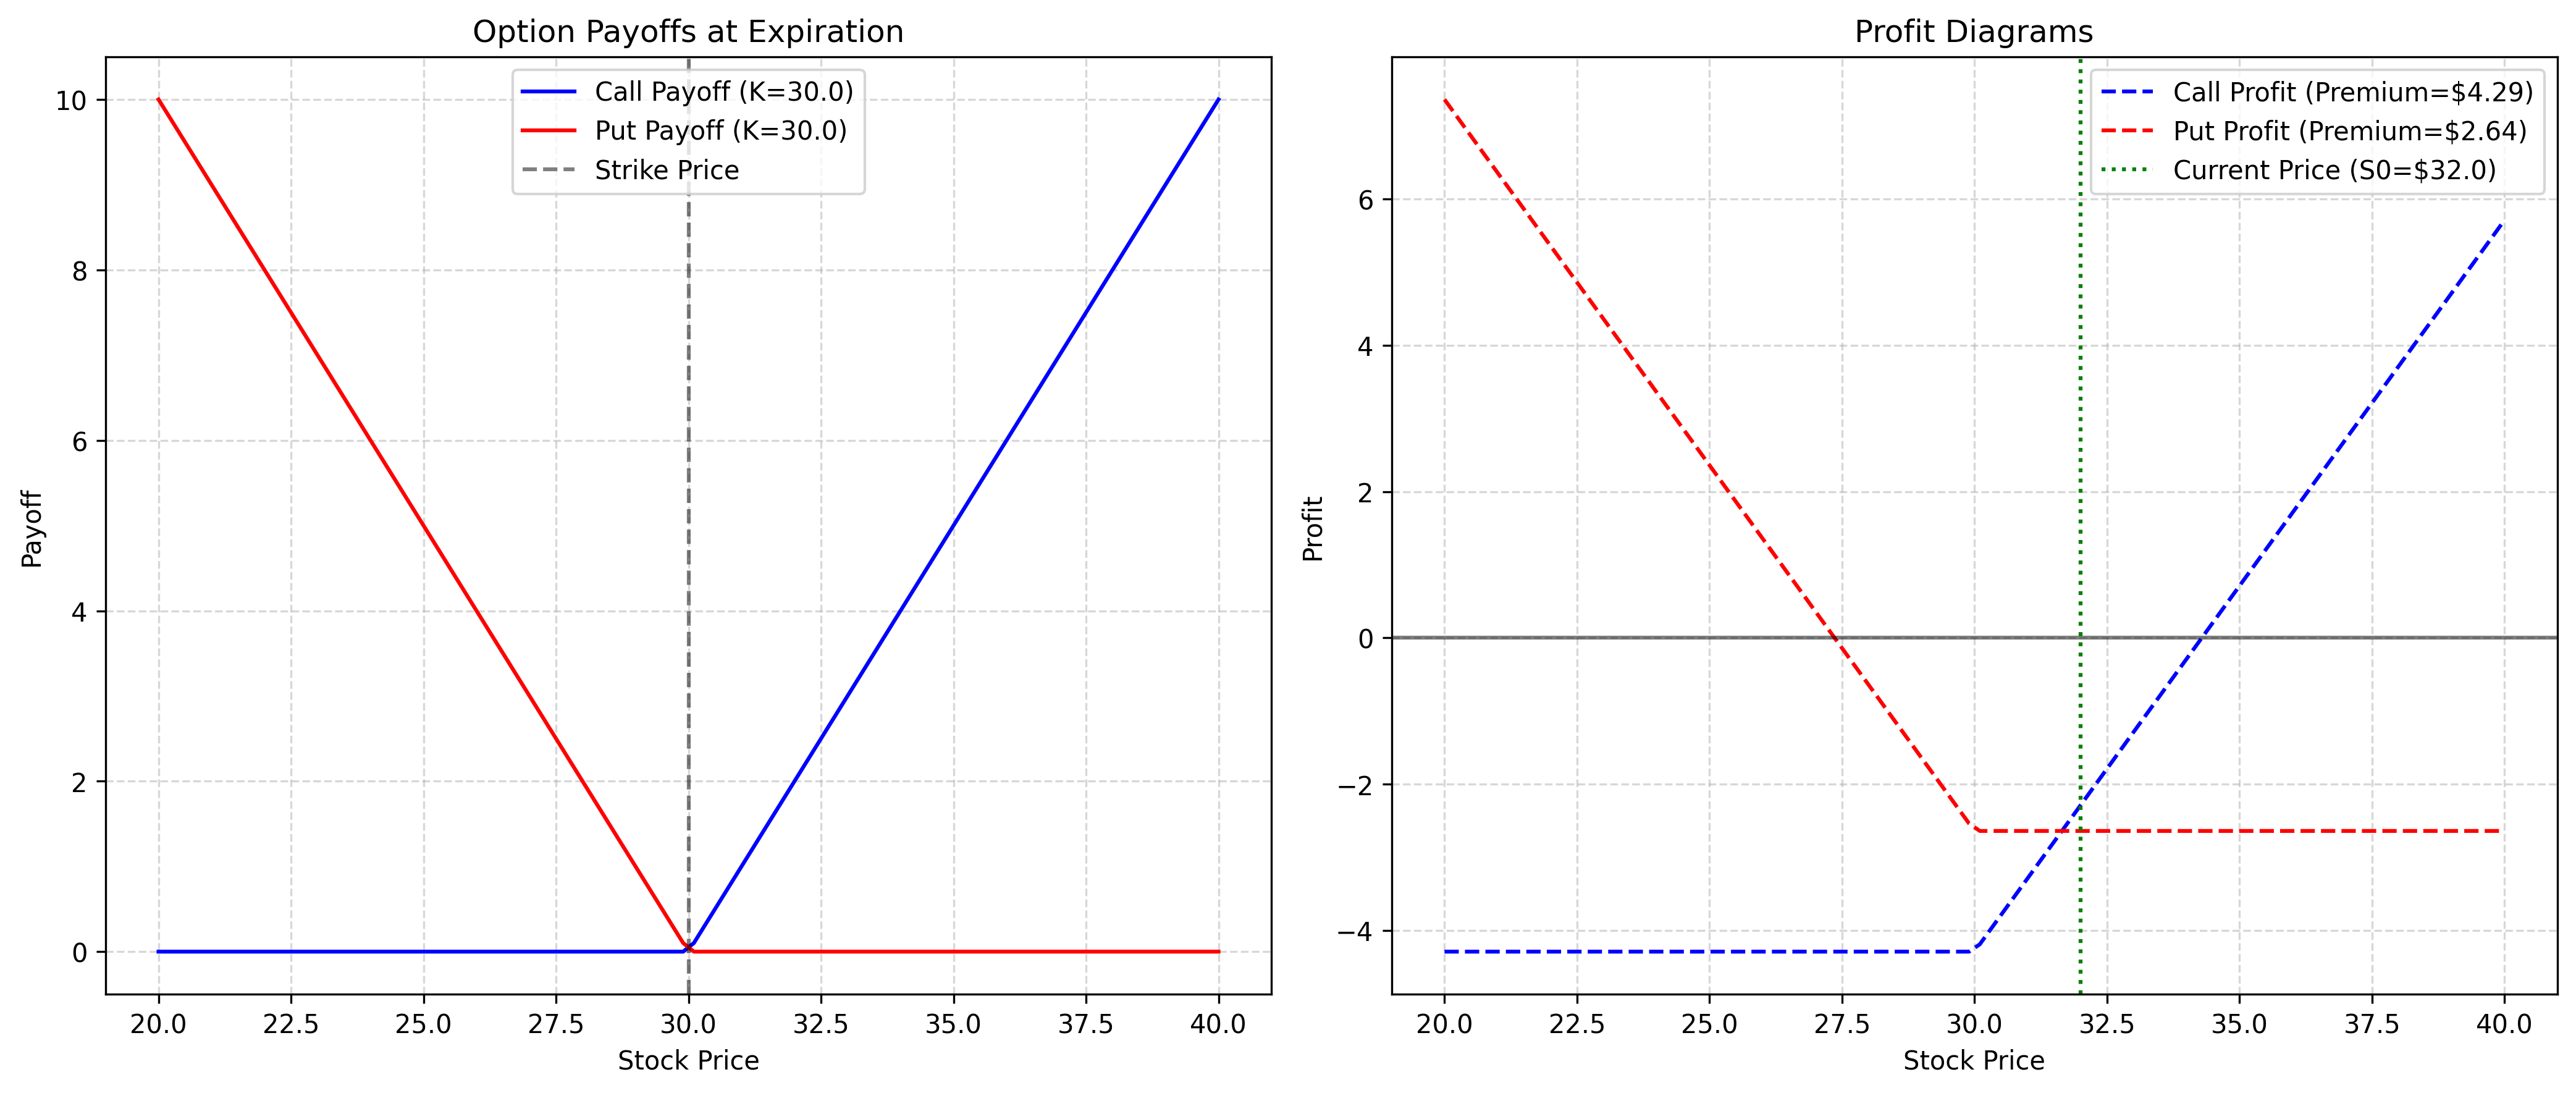 Option Payoffs at Expiration
Call Payoff (K=30.0)
Put Payoff (K=30.0)
Strike Price
Payoff
10
8
6
4
2
0
20.0 22.5 25.0 27.5 30.0 32.5 35.0 37.5 40.0
Stock Price
Profit Diagrams
Call Profit (Premium=$4.29)
Put Profit (Premium=$2.64)
Current Price (S0=$32.0)
Profit
6
4
2
0
−2
−4
20.0 22.5 25.0 27.5 30.0 32.5 35.0 37.5 40.0
Stock Price